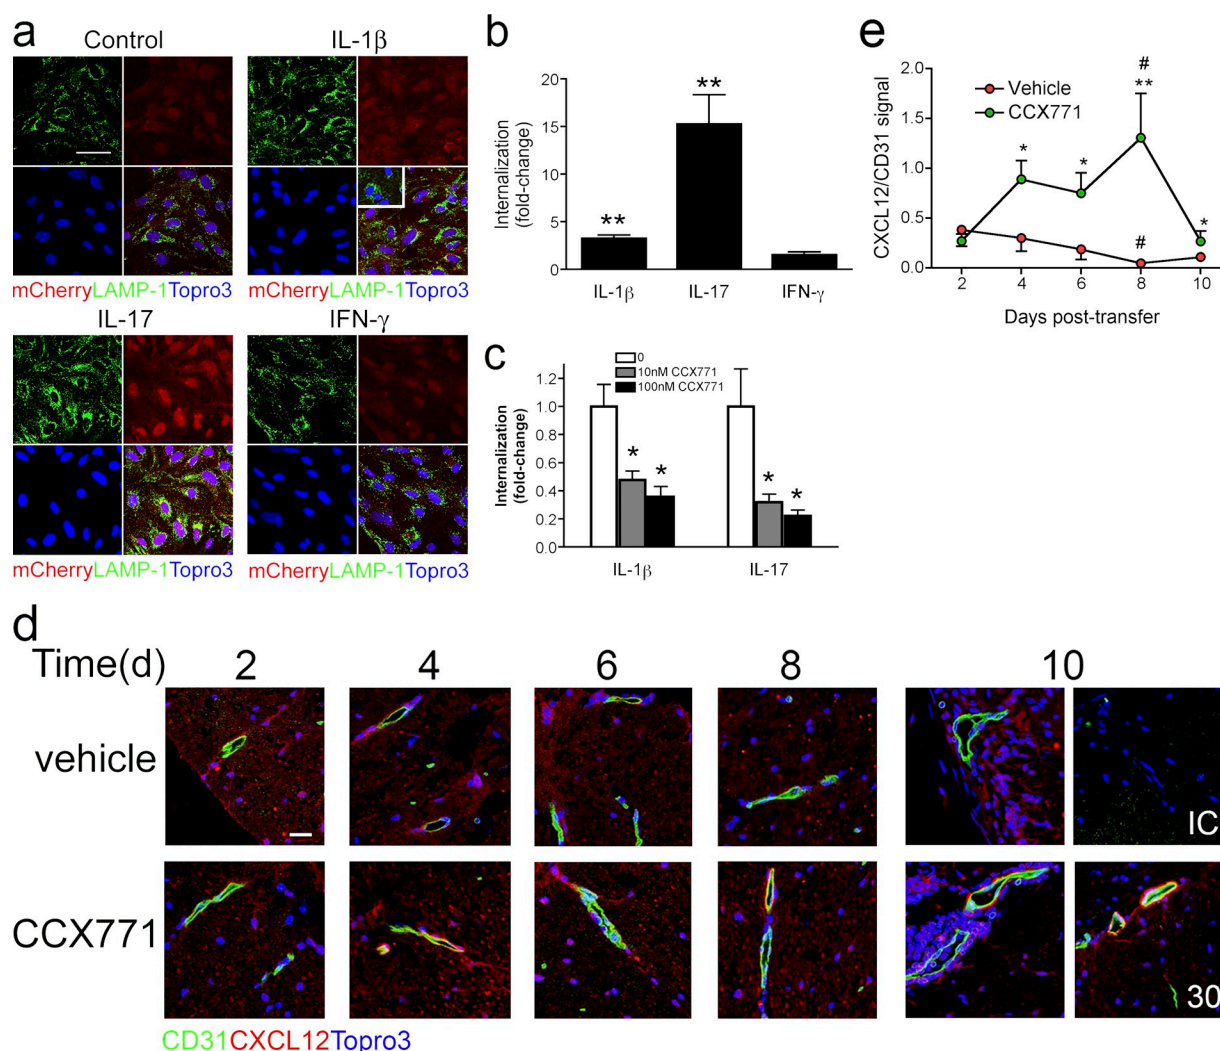 a
Control
IL-1β
mCherryLAMP-1Topro3
mCherryLAMP-1Topro3
IL-17
IFN-γ
mCherryLAMP-1Topro3
mCherryLAMP-1Topro3
b
Internalization
(fold-change)
20
15
10
5
0
**
**
IL-1β
IL-17
IFN-γ
c
Internalization
(fold-change)
0
10nM CCX771
100nM CCX771
1.2
1.0
0.8
0.6
0.4
0.2
0.0
*
*
*
*
IL-1β
IL-17
e
CXCL12/CD31 signal
2.0
1.5
1.0
0.5
0.0
Vehicle
CCX771
*
*
#
**
#
*
2
4
6
8
10
Days post-transfer
d
Time(d)
2
4
6
8
10
vehicle
IC
CCX771
30
CD31CXCL12Topro3